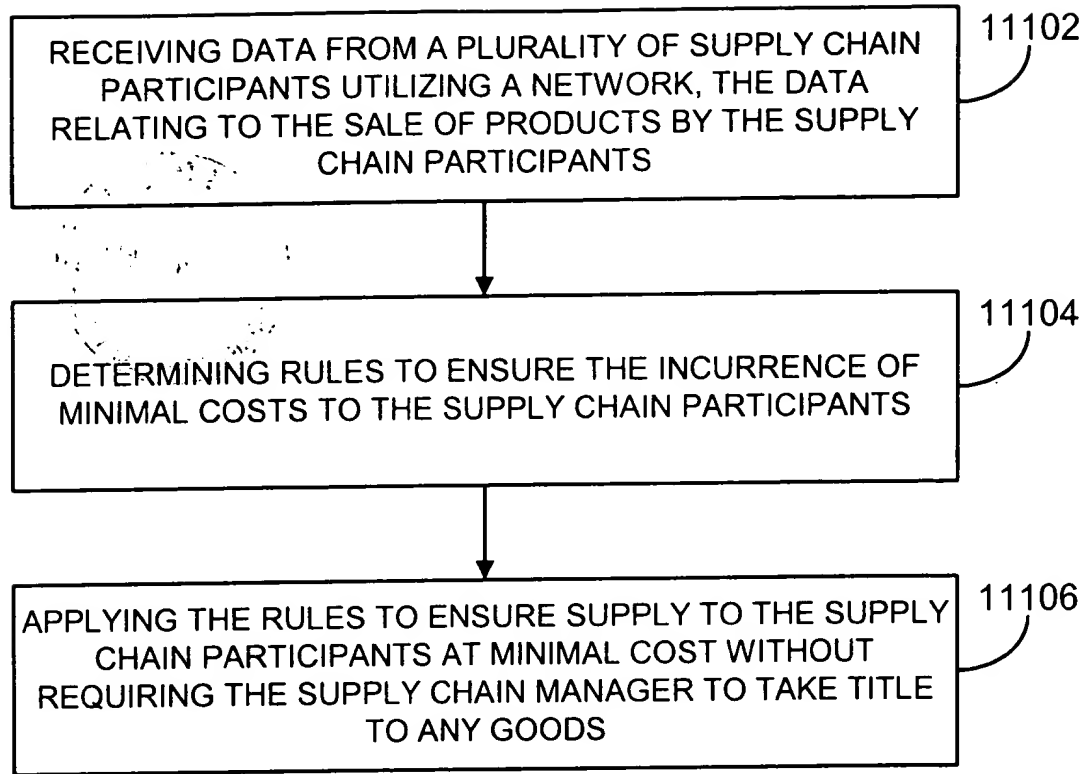 RECEIVING DATA FROM A PLURALITY OF SUPPLY CHAIN
PARTICIPANTS UTILIZING A NETWORK, THE DATA
RELATING TO THE SALE OF PRODUCTS BY THE SUPPLY
CHAIN PARTICIPANTS
11102
DETERMINING RULES TO ENSURE THE INCURRENCE OF
MINIMAL COSTS TO THE SUPPLY CHAIN PARTICIPANTS
11104
APPLYING THE RULES TO ENSURE SUPPLY TO THE SUPPLY
CHAIN PARTICIPANTS AT MINIMAL COST WITHOUT
REQUIRING THE SUPPLY CHAIN MANAGER TO TAKE TITLE
TO ANY GOODS
11106